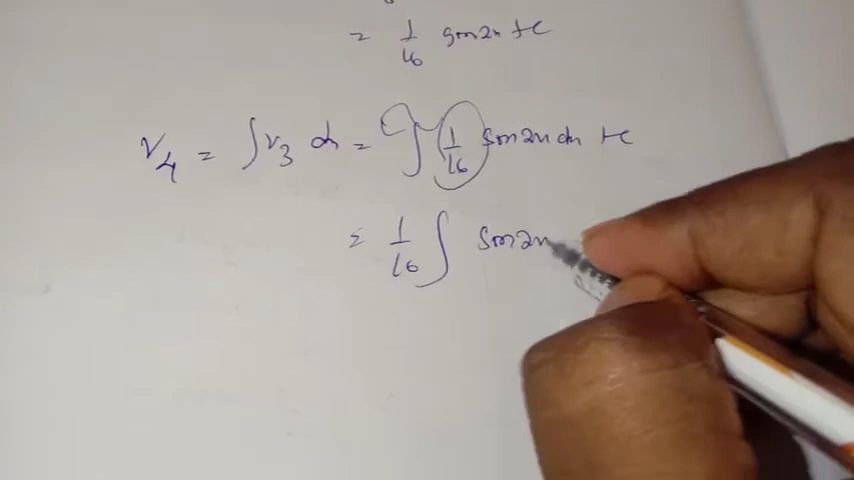 = 1/16 sin2x + c
V₄ = ∫v₃ dx = ∫ 1/16 sin2x dx + c
= 1/16 ∫ sin2x